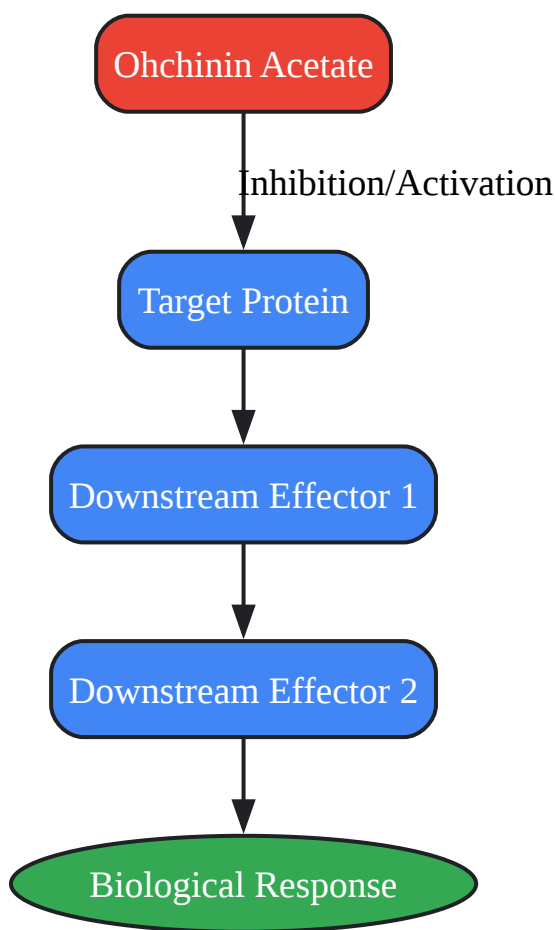 Ohchinin Acetate
Inhibition/Activation
Target Protein
Downstream Effector 1
Downstream Effector 2
Biological Response